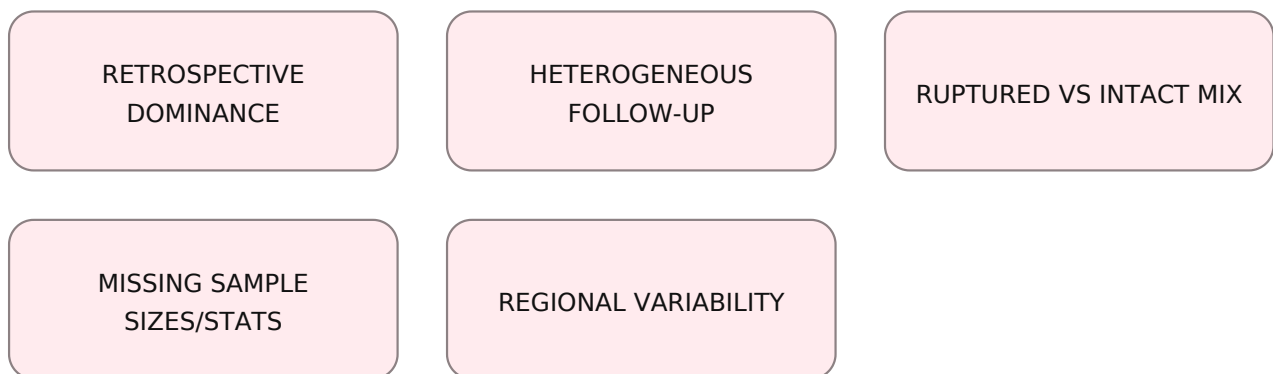 RETROSPECTIVE
DOMINANCE
HETEROGENEOUS
FOLLOW-UP
RUPTURED VS INTACT MIX
MISSING SAMPLE
SIZES/STATS
REGIONAL VARIABILITY